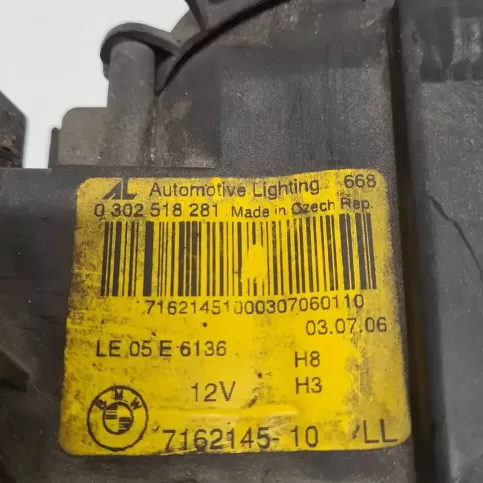 AL Automotive Lighting 668
0 302 518 281 Made in Czech Rep.
71621451000307060110
03.07.06
LE 05 E 6136 H8
12V H3
BMW
7162145-10 LL